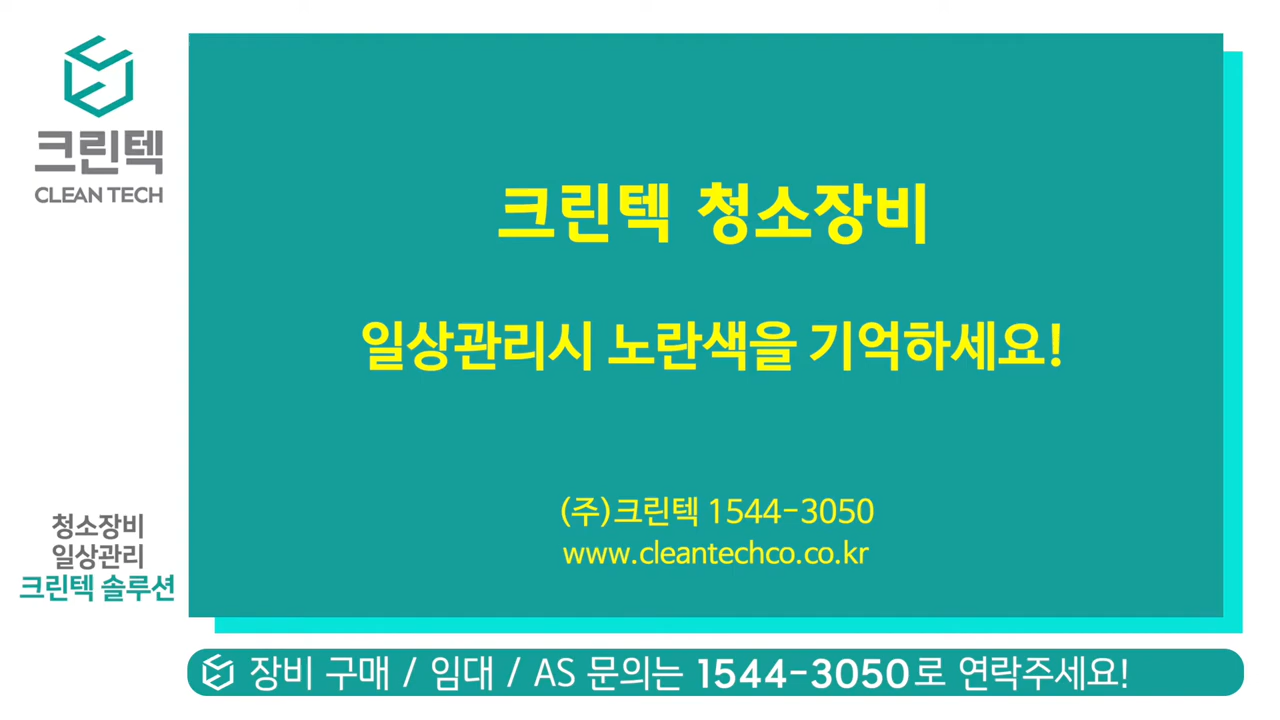 크린텍
CLEAN TECH
크린텍 청소장비
일상관리시 노란색을 기억하세요!
(주)크린텍 1544-3050
www.cleantechco.co.kr
청소장비
일상관리
크린텍 솔루션
장비 구매 / 임대 / AS 문의는 1544-3050로 연락주세요!